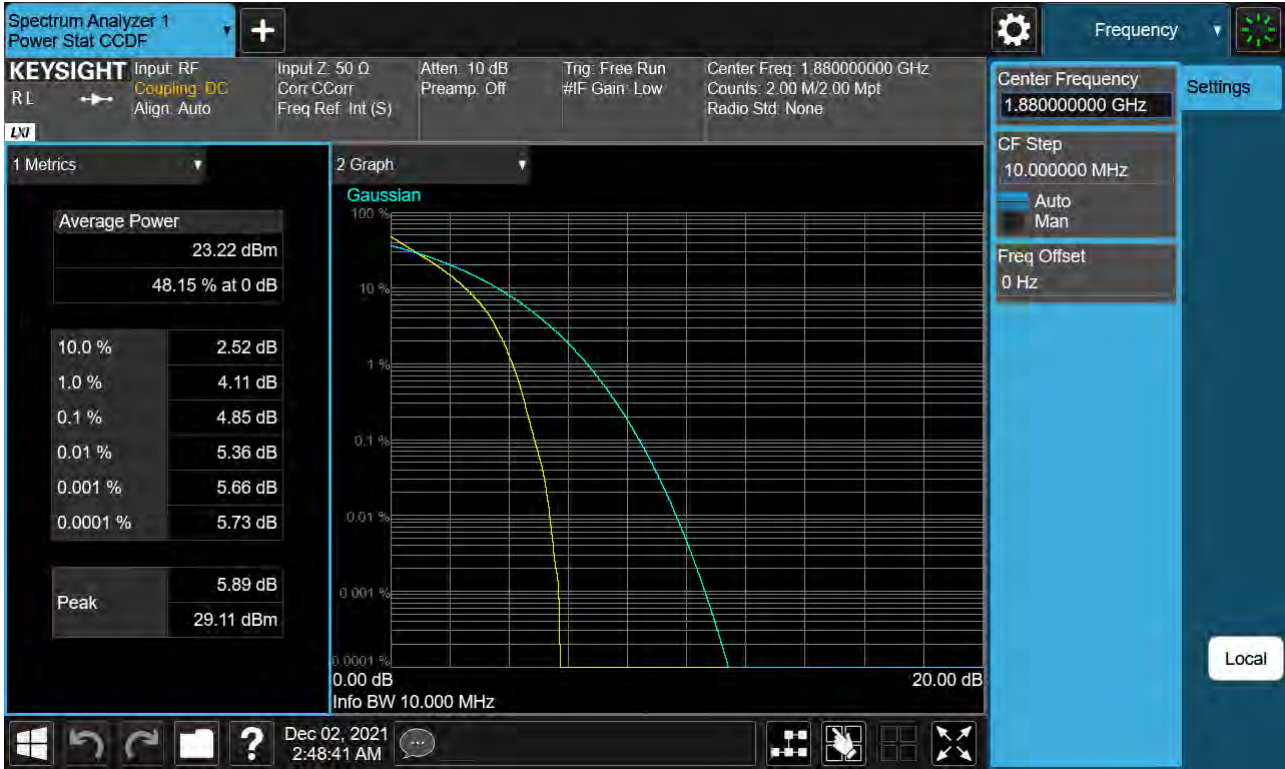 Spectrum Analyzer 1
Power Stat CCDF
Frequency
KEYSIGHT
RL
LXI
Input: RF
Coupling: DC
Align: Auto
Input Z: 50 Ω
Corr CCorr
Freq Ref: Int (S)
Atten: 10 dB
Preamp: Off
Trig: Free Run
#IF Gain: Low
Center Freq: 1.880000000 GHz
Counts: 2.00 M/2.00 Mpt
Radio Std: None
Center Frequency
1.880000000 GHz
Settings
CF Step
10.000000 MHz
Auto
Man
Freq Offset
0 Hz
1 Metrics
Average Power
23.22 dBm
48.15 % at 0 dB
10.0 % 2.52 dB
1.0 % 4.11 dB
0.1 % 4.85 dB
0.01 % 5.36 dB
0.001 % 5.66 dB
0.0001 % 5.73 dB
Peak
5.89 dB
29.11 dBm
2 Graph
Gaussian
100 %
10 %
1 %
0.1 %
0.01 %
0.001 %
0.0001 %
0.00 dB 20.00 dB
Info BW 10.000 MHz
Local
?
Dec 02, 2021
2:48:41 AM